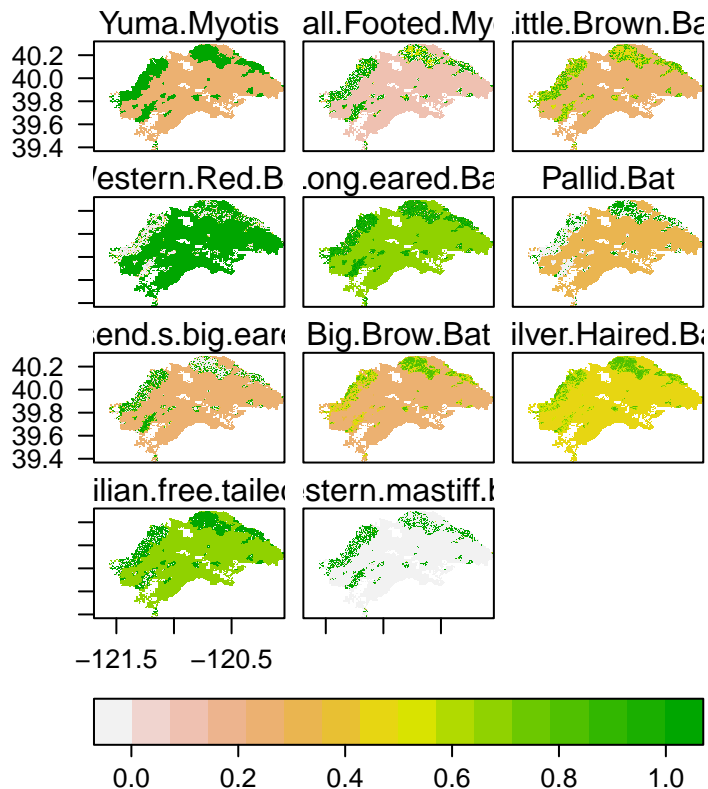 Yuma.Myotis all.Footed.My ittle.Brown.Ba
40.2
40.0
39.8
39.6
39.4
estern.Red.B ong.eared.Ba Pallid.Bat
send.s.big.eare Big.Brow.Bat ilver.Haired.Ba
40.2
40.0
39.8
39.6
39.4
ilian.free.tailed stern.mastiff.b
−121.5 −120.5
0.0 0.2 0.4 0.6 0.8 1.0